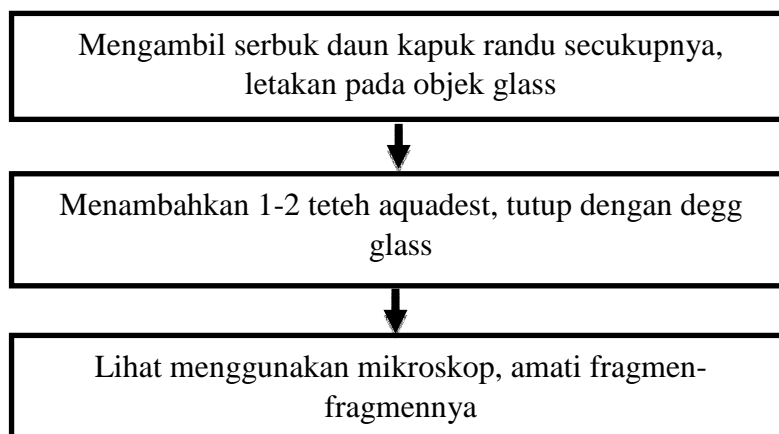 Mengambil serbuk daun kapuk randu secukupnya,
letakan pada objek glass
Menambahkan 1-2 teteh aquadest, tutup dengan degg
glass
Lihat menggunakan mikroskop, amati fragmen-
fragmennya